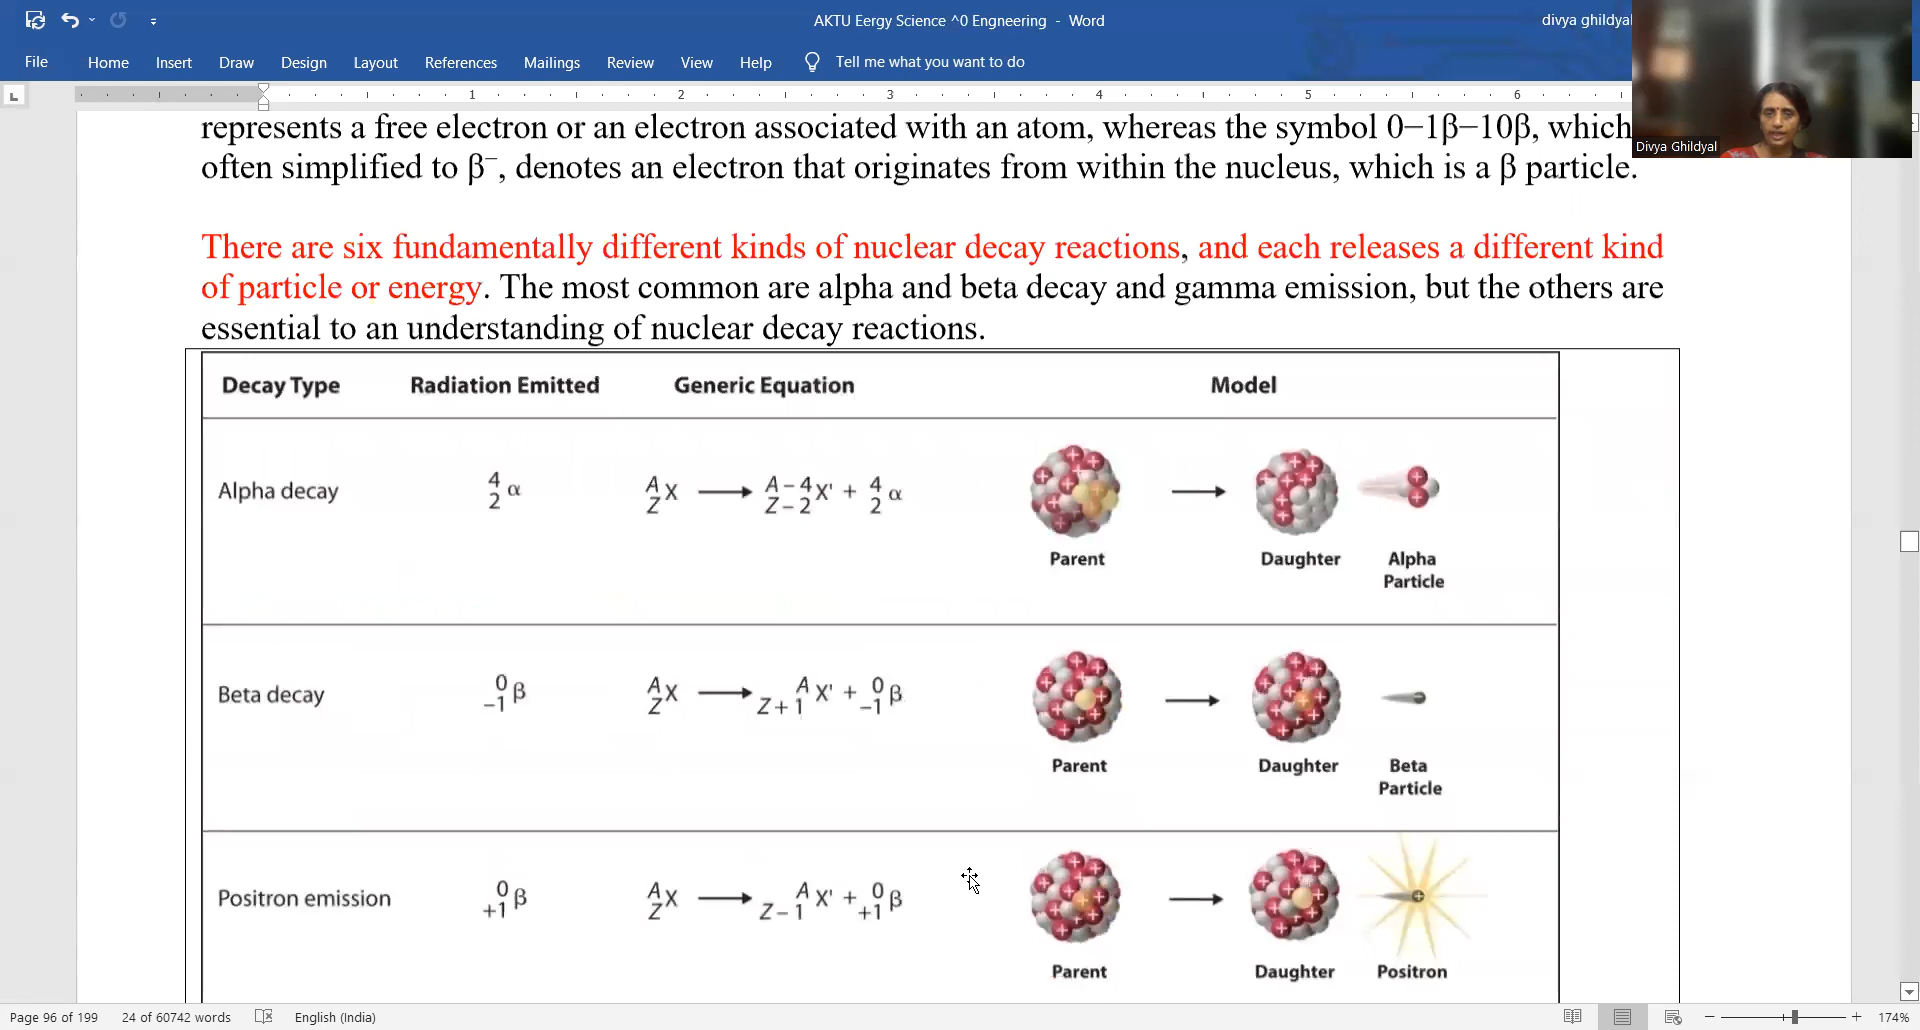 AKTU Eergy Science ^0 Engneering - Word
divya ghildyal
File Home Insert Draw Design Layout References Mailings Review View Help Tell me what you want to do
1 2 3 4 5 6
Divya Ghildyal
represents a free electron or an electron associated with an atom, whereas the symbol 0−1β−10β, which
often simplified to β⁻, denotes an electron that originates from within the nucleus, which is a β particle.
There are six fundamentally different kinds of nuclear decay reactions, and each releases a different kind
of particle or energy. The most common are alpha and beta decay and gamma emission, but the others are
essential to an understanding of nuclear decay reactions.
Decay Type Radiation Emitted Generic Equation Model
Alpha decay ⁴₂α ᴬ_Z X ⟶ ᴬ⁻⁴_Z−2 X' + ⁴₂α
Parent Daughter Alpha
Particle
Beta decay ⁰₋₁β ᴬ_Z X ⟶ ᴬ_Z+1 X' + ⁰₋₁β
Parent Daughter Beta
Particle
Positron emission ⁰₊₁β ᴬ_Z X ⟶ ᴬ_Z−1 X' + ⁰₊₁β
Parent Daughter Positron
Page 96 of 199 24 of 60742 words English (India) 174%